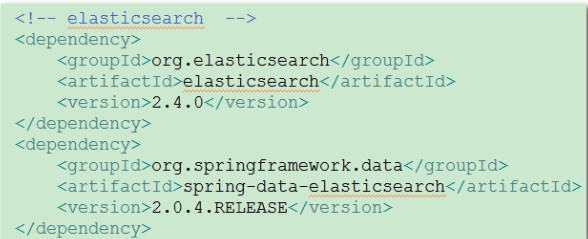 <!-- elasticsearch  -->
<dependency>
    <groupId>org.elasticsearch</groupId>
    <artifactId>elasticsearch</artifactId>
    <version>2.4.0</version>
</dependency>
<dependency>
    <groupId>org.springframework.data</groupId>
    <artifactId>spring-data-elasticsearch</artifactId>
    <version>2.0.4.RELEASE</version>
</dependency>